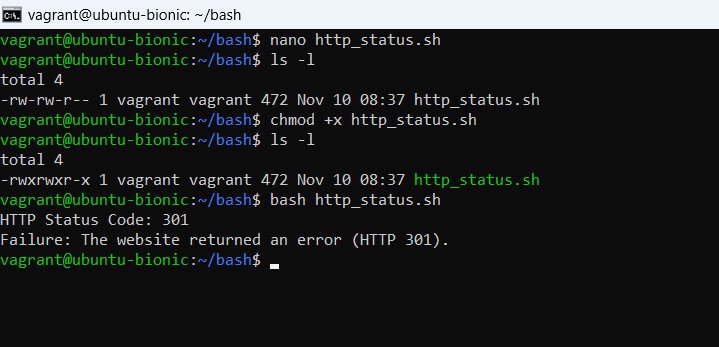 vagrant@ubuntu-bionic: ~/bash
vagrant@ubuntu-bionic:~/bash$ nano http_status.sh
vagrant@ubuntu-bionic:~/bash$ ls -l
total 4
-rw-rw-r-- 1 vagrant vagrant 472 Nov 10 08:37 http_status.sh
vagrant@ubuntu-bionic:~/bash$ chmod +x http_status.sh
vagrant@ubuntu-bionic:~/bash$ ls -l
total 4
-rwxrwxr-x 1 vagrant vagrant 472 Nov 10 08:37 http_status.sh
vagrant@ubuntu-bionic:~/bash$ bash http_status.sh
HTTP Status Code: 301
Failure: The website returned an error (HTTP 301).
vagrant@ubuntu-bionic:~/bash$